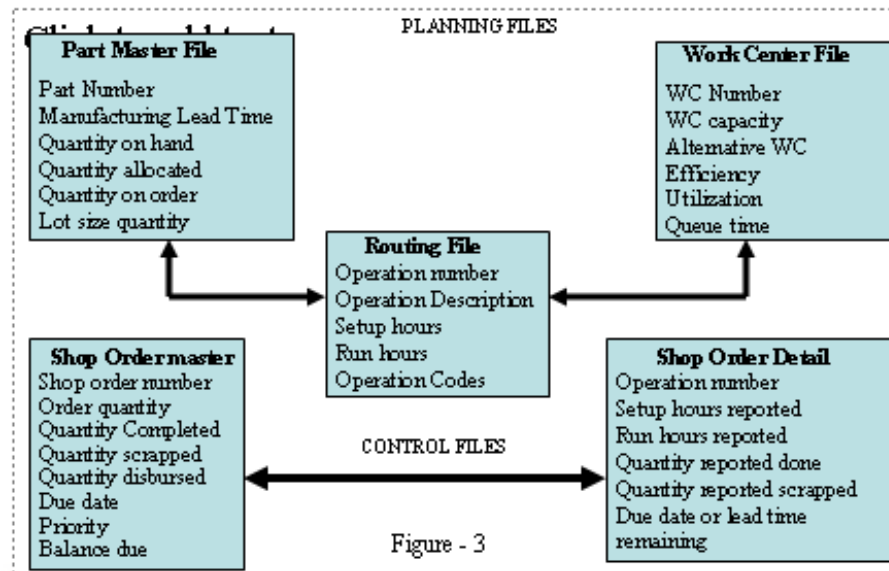 PLANNING FILES
Part Master File
Part Number
Manufacturing Lead Time
Quantity on hand
Quantity allocated
Quantity on order
Lot size quantity
Work Center File
WC Number
WC capacity
Alternative WC
Efficiency
Utilization
Queue time
Routing File
Operation number
Operation Description
Setup hours
Run hours
Operation Codes
Shop Order master
Shop order number
Order quantity
Quantity Completed
Quantity scrapped
Quantity disbursed
Due date
Priority
Balance due
CONTROL FILES
Shop Order Detail
Operation number
Setup hours reported
Run hours reported
Quantity reported done
Quantity reported scrapped
Due date or lead time
remaining
Figure - 3